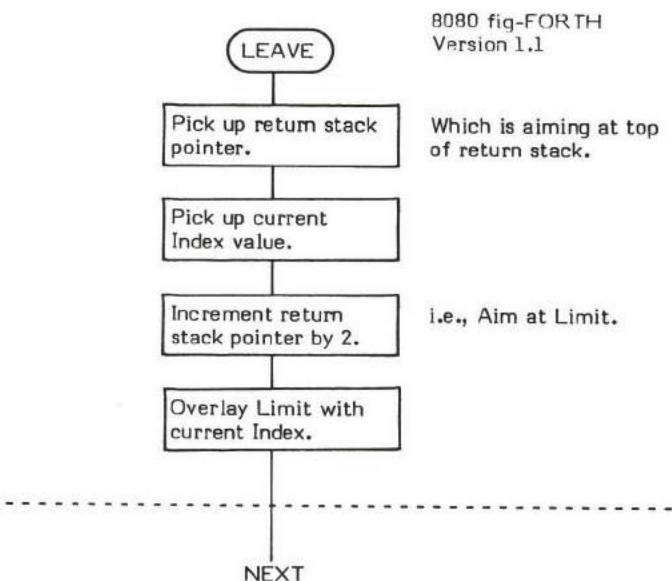 8080 fig-FORTH
Version 1.1
LEAVE
Pick up return stack
pointer.
Which is aiming at top
of return stack.
Pick up current
Index value.
Increment return
stack pointer by 2.
i.e., Aim at Limit.
Overlay Limit with
current Index.
NEXT